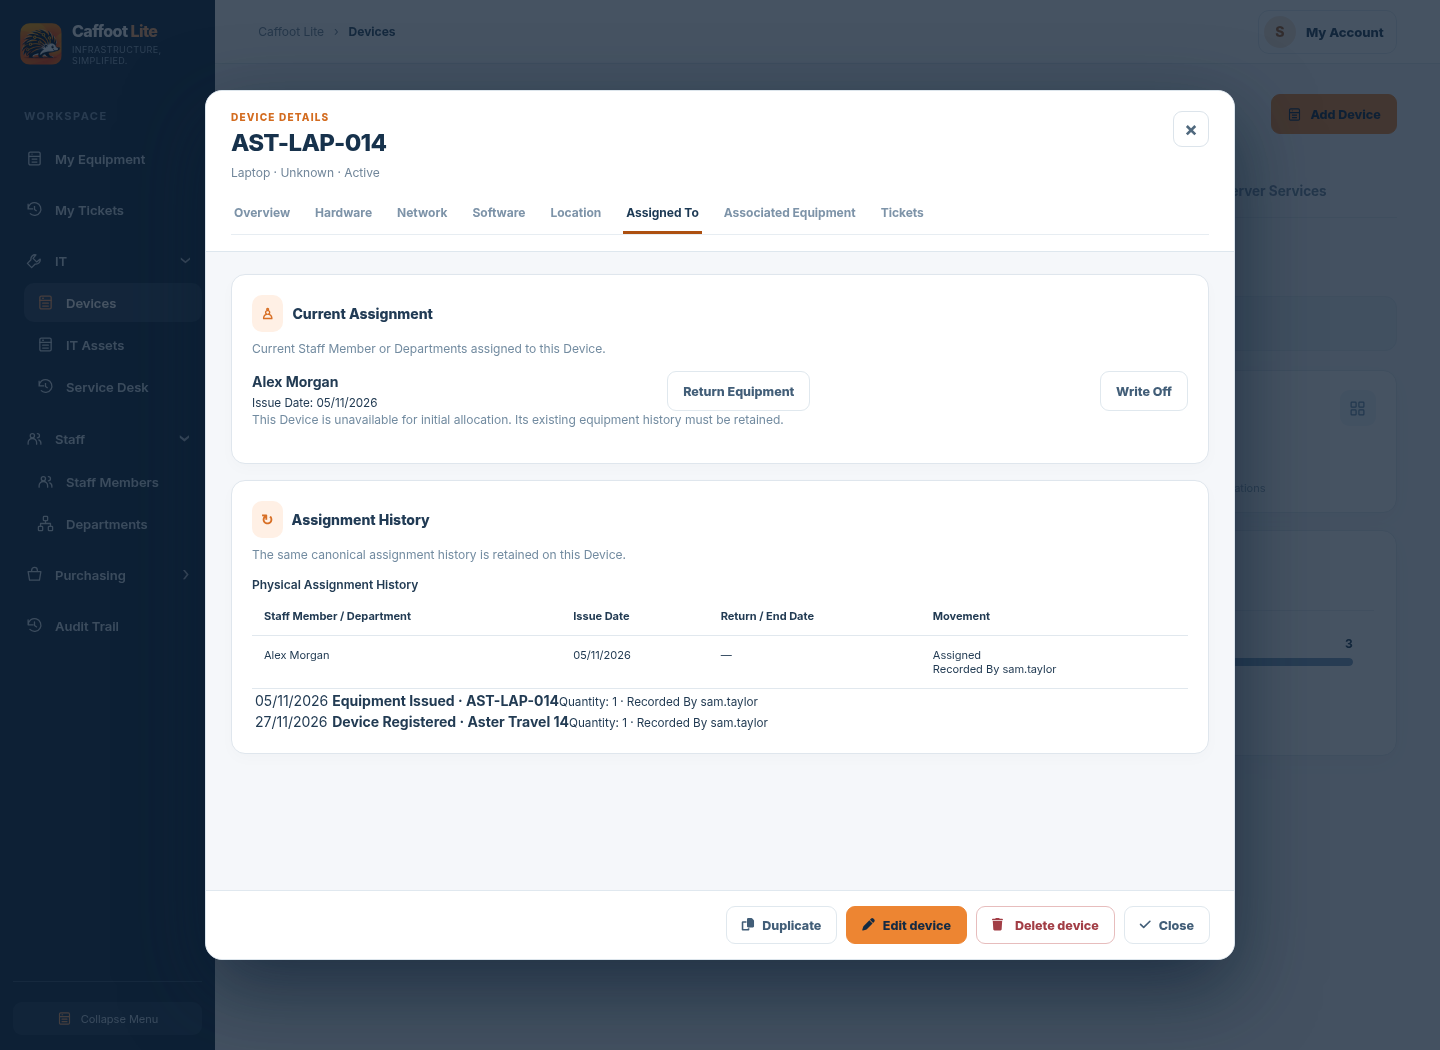 Caffoot Lite
INFRASTRUCTURE,
SIMPLIFIED.
Caffoot Lite › Devices
S My Account
WORKSPACE
My Equipment
My Tickets
IT
Devices
IT Assets
Service Desk
Staff
Staff Members
Departments
Purchasing
Audit Trail
Collapse Menu
Add Device
erver Services
3
DEVICE DETAILS
AST-LAP-014
Laptop · Unknown · Active
Overview Hardware Network Software Location Assigned To Associated Equipment Tickets
Current Assignment
Current Staff Member or Departments assigned to this Device.
Alex Morgan
Issue Date: 05/11/2026
Return Equipment
Write Off
This Device is unavailable for initial allocation. Its existing equipment history must be retained.
Assignment History
The same canonical assignment history is retained on this Device.
Physical Assignment History
Staff Member / Department Issue Date Return / End Date Movement
Alex Morgan 05/11/2026 — Assigned
Recorded By sam.taylor
05/11/2026 Equipment Issued · AST-LAP-014Quantity: 1 · Recorded By sam.taylor
27/11/2026 Device Registered · Aster Travel 14Quantity: 1 · Recorded By sam.taylor
Duplicate
Edit device
Delete device
Close